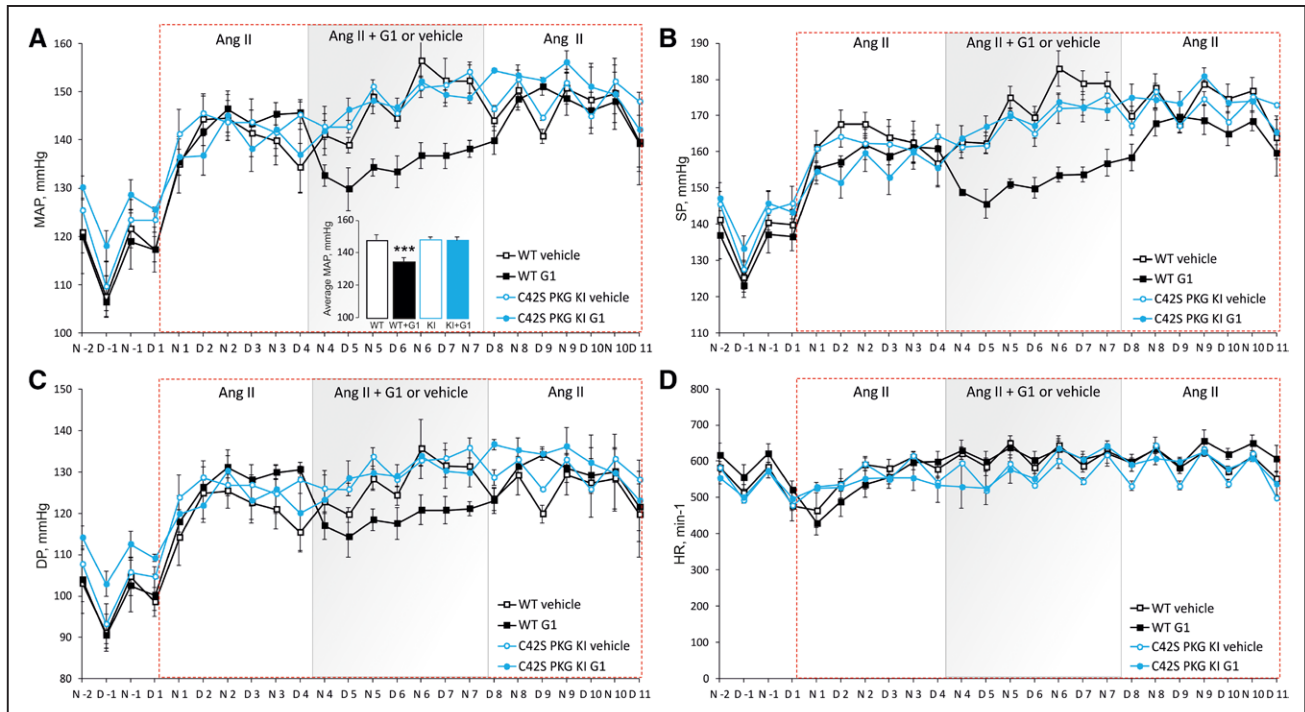 A
Ang II
Ang II + G1 or vehicle
Ang II
MAP, mmHg
160
150
140
130
120
110
100
Average MAP, mmHg
160
140
120
100
***
WT
WT+G1
KI
KI+G1
WT vehicle
WT G1
C42S PKG KI vehicle
C42S PKG KI G1
N -2 D -1 N -1 D 1 N 1 D 2 N 2 D 3 N 3 D 4 N 4 D 5 N 5 D 6 N 6 D 7 N 7 D 8 N 8 D 9 N 9 D 10 N 10 D 11
B
Ang II
Ang II + G1 or vehicle
Ang II
SP, mmHg
190
180
170
160
150
140
130
120
110
WT vehicle
WT G1
C42S PKG KI vehicle
C42S PKG KI G1
N -2 D -1 N -1 D 1 N 1 D 2 N 2 D 3 N 3 D 4 N 4 D 5 N 5 D 6 N 6 D 7 N 7 D 8 N 8 D 9 N 9 D 10 N 10 D 11
C
Ang II
Ang II + G1 or vehicle
Ang II
DP, mmHg
150
140
130
120
110
100
90
80
WT vehicle
WT G1
C42S PKG KI vehicle
C42S PKG KI G1
N -2 D -1 N -1 D 1 N 1 D 2 N 2 D 3 N 3 D 4 N 4 D 5 N 5 D 6 N 6 D 7 N 7 D 8 N 8 D 9 N 9 D 10 N 10 D 11
D
Ang II
Ang II + G1 or vehicle
Ang II
HR, min-1
800
700
600
500
400
300
200
100
0
WT vehicle
WT G1
C42S PKG KI vehicle
C42S PKG KI G1
N -2 D -1 N -1 D 1 N 1 D 2 N 2 D 3 N 3 D 4 N 4 D 5 N 5 D 6 N 6 D 7 N 7 D 8 N 8 D 9 N 9 D 10 N 10 D 11